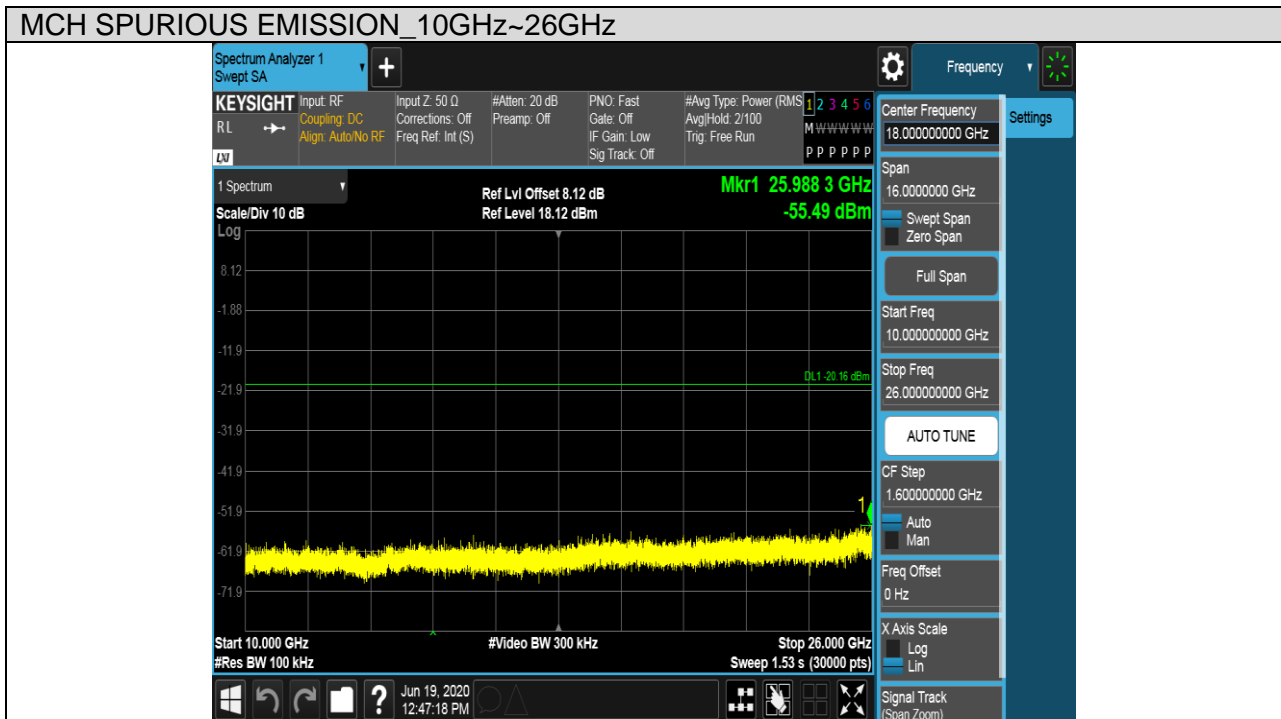 MCH SPURIOUS EMISSION_10GHz~26GHz
Spectrum Analyzer 1
Swept SA
+
Frequency
KEYSIGHT
RL
LXI
Input: RF
Coupling: DC
Align: Auto/No RF
Input Z: 50 Ω
Corrections: Off
Freq Ref: Int (S)
#Atten: 20 dB
Preamp: Off
PNO: Fast
Gate: Off
IF Gain: Low
Sig Track: Off
#Avg Type: Power (RMS
Avg|Hold: 2/100
Trig: Free Run
1 2 3 4 5 6
M W W W W W
P P P P P P
1 Spectrum
Scale/Div 10 dB
Log
Ref Lvl Offset 8.12 dB
Ref Level 18.12 dBm
Mkr1 25.988 3 GHz
-55.49 dBm
8.12
-1.88
-11.9
-21.9
-31.9
-41.9
-51.9
-61.9
-71.9
DL1 -20.16 dBm
1
Start 10.000 GHz
#Res BW 100 kHz
#Video BW 300 kHz
Stop 26.000 GHz
Sweep 1.53 s (30000 pts)
Center Frequency
18.000000000 GHz
Settings
Span
16.0000000 GHz
Swept Span
Zero Span
Full Span
Start Freq
10.000000000 GHz
Stop Freq
26.000000000 GHz
AUTO TUNE
CF Step
1.600000000 GHz
Auto
Man
Freq Offset
0 Hz
X Axis Scale
Log
Lin
Signal Track
(Span Zoom)
?
Jun 19, 2020
12:47:18 PM